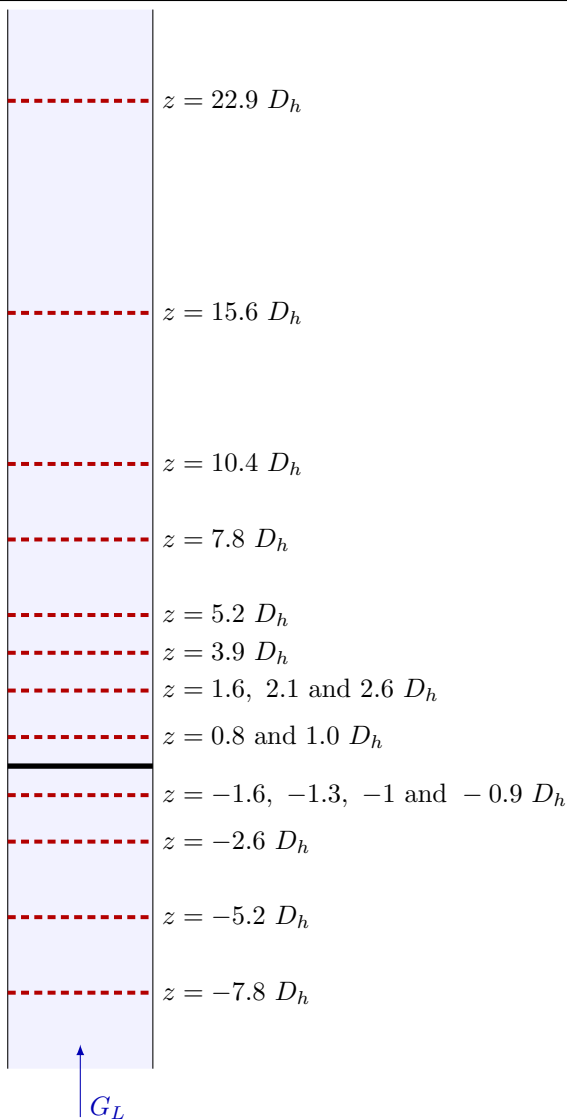 z = 22.9 D_h
z = 15.6 D_h
z = 10.4 D_h
z = 7.8 D_h
z = 5.2 D_h
z = 3.9 D_h
z = 1.6, 2.1 and 2.6 D_h
z = 0.8 and 1.0 D_h
z = −1.6, −1.3, −1 and − 0.9 D_h
z = −2.6 D_h
z = −5.2 D_h
z = −7.8 D_h
G_L